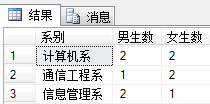 结果 消息
系别 男生数 女生数
1 计算机系 2 2
2 通信工程系 1 2
3 信息管理系 2 1